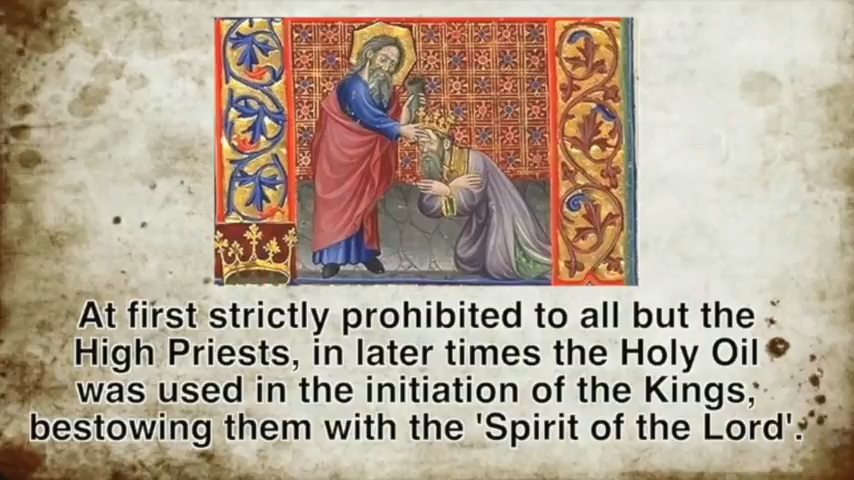 At first strictly prohibited to all but the
High Priests, in later times the Holy Oil
was used in the initiation of the Kings,
bestowing them with the 'Spirit of the Lord'.